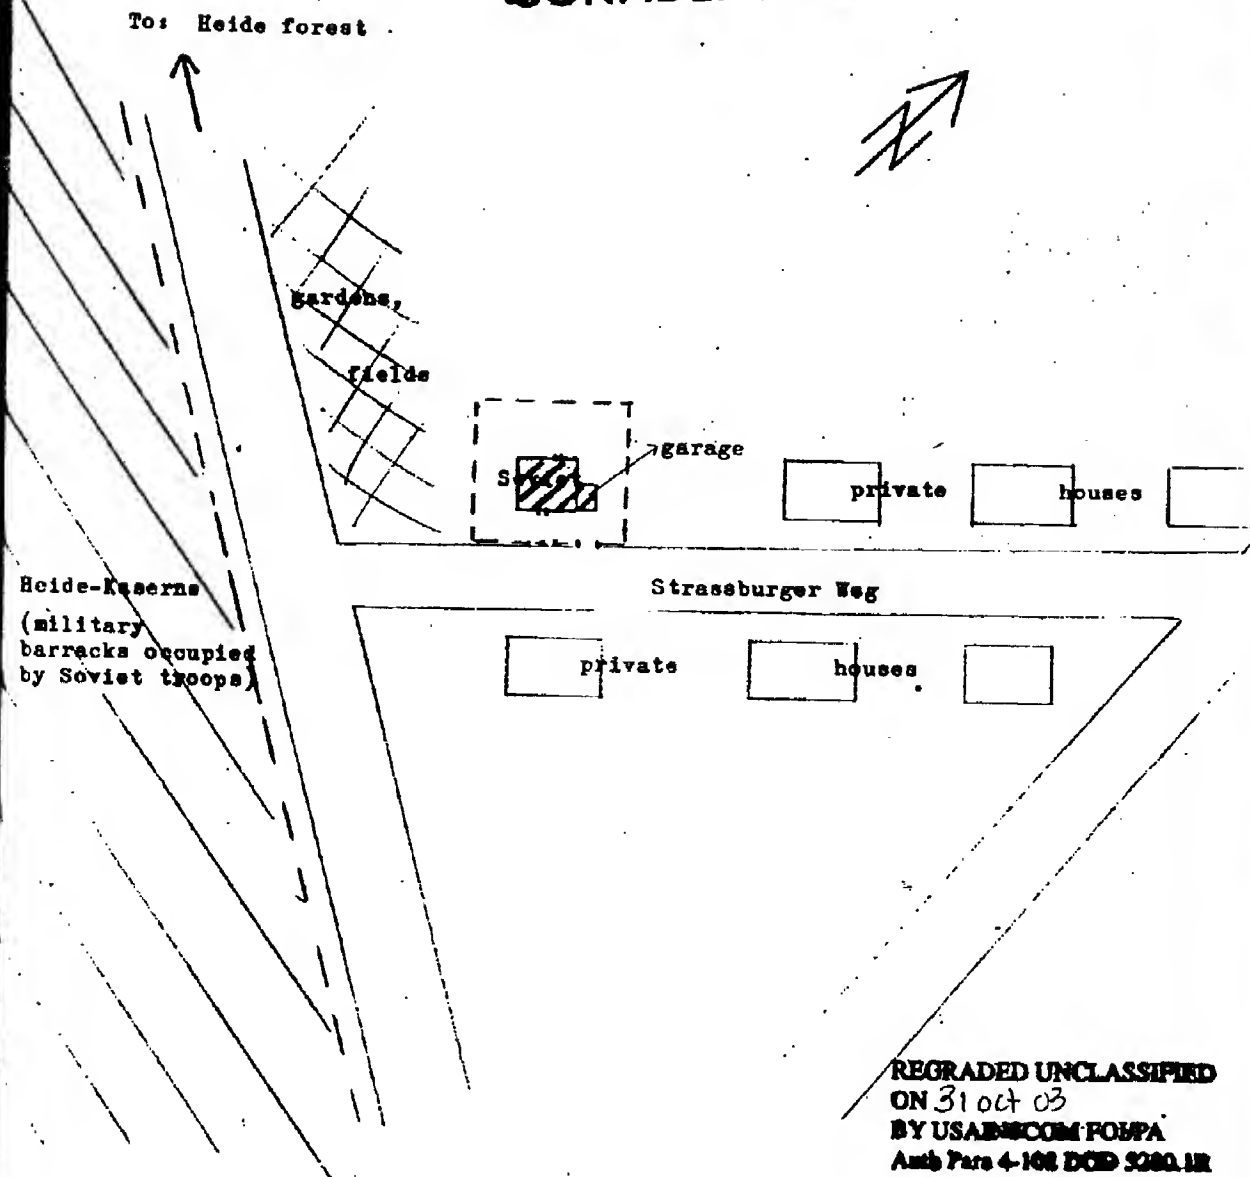 To: Heide forest
N
gardens,
fields
garage
private houses
Strassburger Weg
Heide-Kaserne
(military
barracks occupied
by Soviet troops)
private houses
REGRADED UNCLASSIFIED
ON 31 oct 03
BY USAINSCOM FOI/PA
Auth Para 4-102 DOD 5200.1R